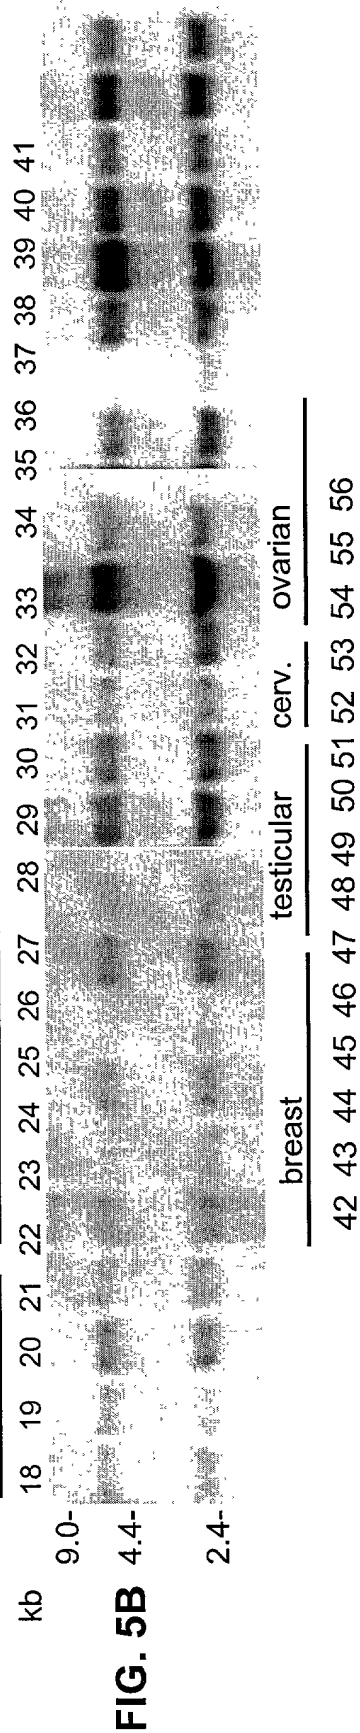 kb 18 19 20 21 22 23 24 25 26 27 28 29 30 31 32 33 34 35 36 37 38 39 40 41
9.0-
4.4-
2.4-
FIG. 5B
breast testicular cerv. ovarian
42 43 44 45 46 47 48 49 50 51 52 53 54 55 56